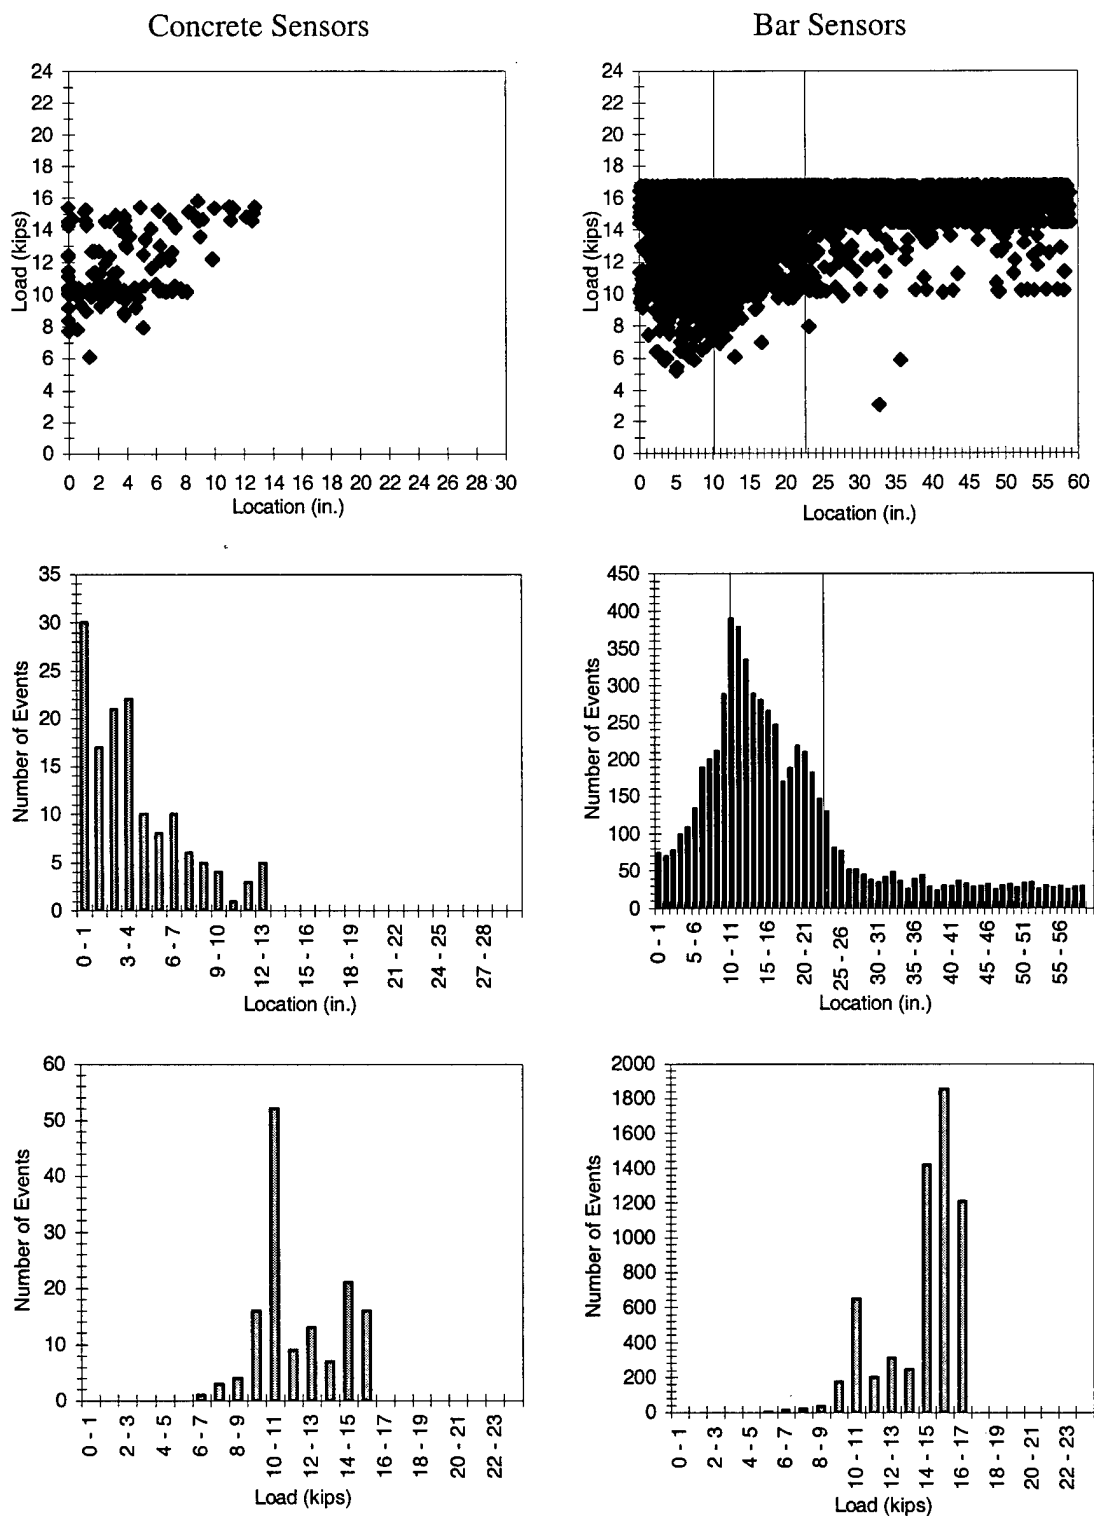 Concrete Sensors
Bar Sensors
24
22
20
18
16
14
12
10
8
6
4
2
0
Load (kips)
0 2 4 6 8 10 12 14 16 18 20 22 24 26 28 30
Location (in.)
24
22
20
18
16
14
12
10
8
6
4
2
0
Load (kips)
0 5 10 15 20 25 30 35 40 45 50 55 60
Location (in.)
35
30
25
20
15
10
5
0
Number of Events
0 - 1
3 - 4
6 - 7
9 - 10
12 - 13
15 - 16
18 - 19
21 - 22
24 - 25
27 - 28
Location (in.)
450
400
350
300
250
200
150
100
50
0
Number of Events
0 - 1
5 - 6
10 - 11
15 - 16
20 - 21
25 - 26
30 - 31
35 - 36
40 - 41
45 - 46
50 - 51
55 - 56
Location (in.)
60
50
40
30
20
10
0
Number of Events
0 - 1
2 - 3
4 - 5
6 - 7
8 - 9
10 - 11
12 - 13
14 - 15
16 - 17
18 - 19
20 - 21
22 - 23
Load (kips)
2000
1800
1600
1400
1200
1000
800
600
400
200
0
Number of Events
0 - 1
2 - 3
4 - 5
6 - 7
8 - 9
10 - 11
12 - 13
14 - 15
16 - 17
18 - 19
20 - 21
22 - 23
Load (kips)